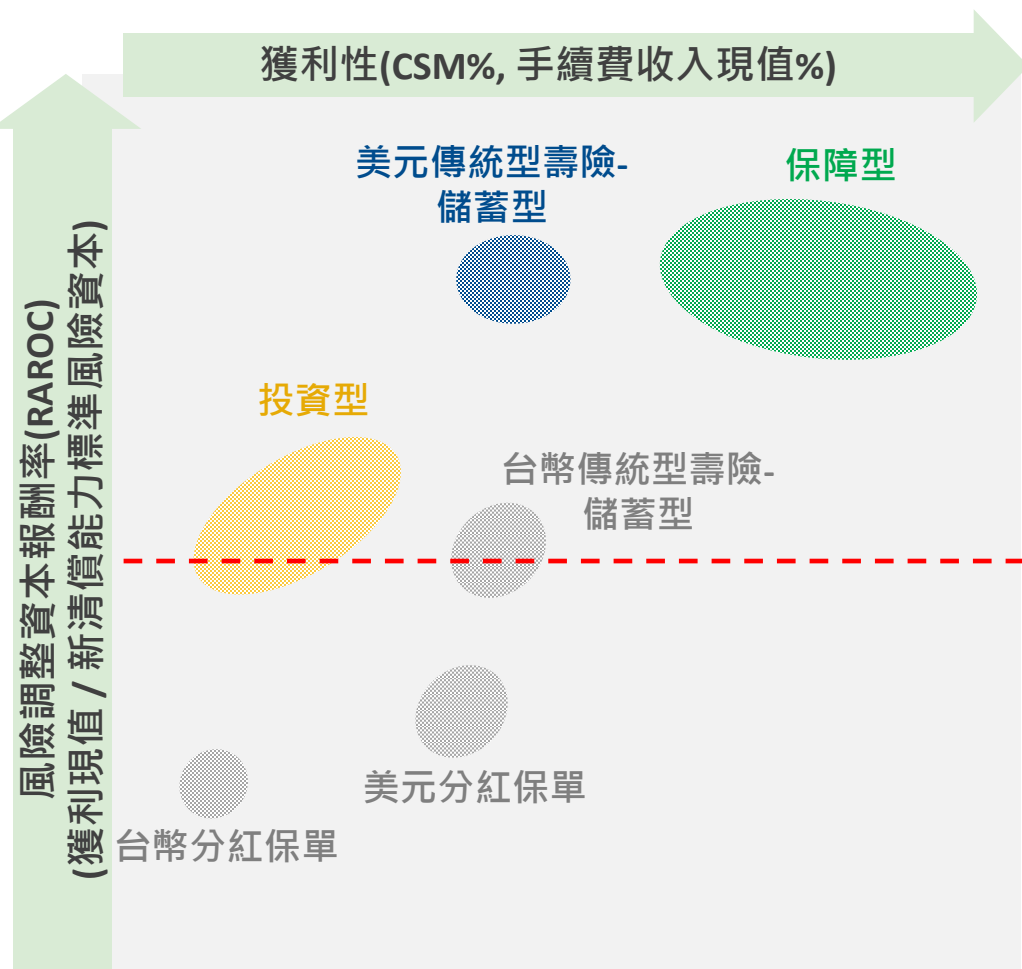 獲利性(CSM%, 手續費收入現值%)
風險調整資本報酬率(RAROC)
(獲利現值 / 新清償能力標準風險資本)
美元傳統型壽險-
儲蓄型
保障型
投資型
台幣傳統型壽險-
儲蓄型
美元分紅保單
台幣分紅保單